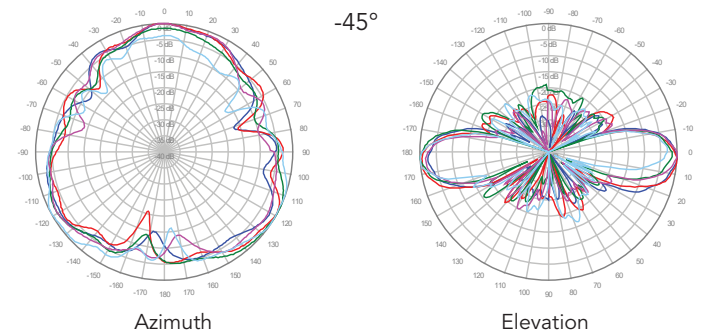 -45°
-10 0 10
-20 20
-30 30
-40 40
-50 50
-60 60
-70 70
-80 80
-90 90
-100 100
-110 110
-120 120
-130 130
-140 140
-150 150
-160 160
-170 180 170
-5 dB
-10 dB
-15 dB
-20 dB
-25 dB
-30 dB
-35 dB
-40 dB
Azimuth
-100 -90 -80
-110 -70
-120 -60
-130 -50
-140 -40
-150 -30
-160 -20
-170 -10
180 0
170 10
160 20
150 30
140 40
130 50
120 60
110 70
100 90 80
0 dB
-5 dB
-10 dB
-15 dB
Elevation